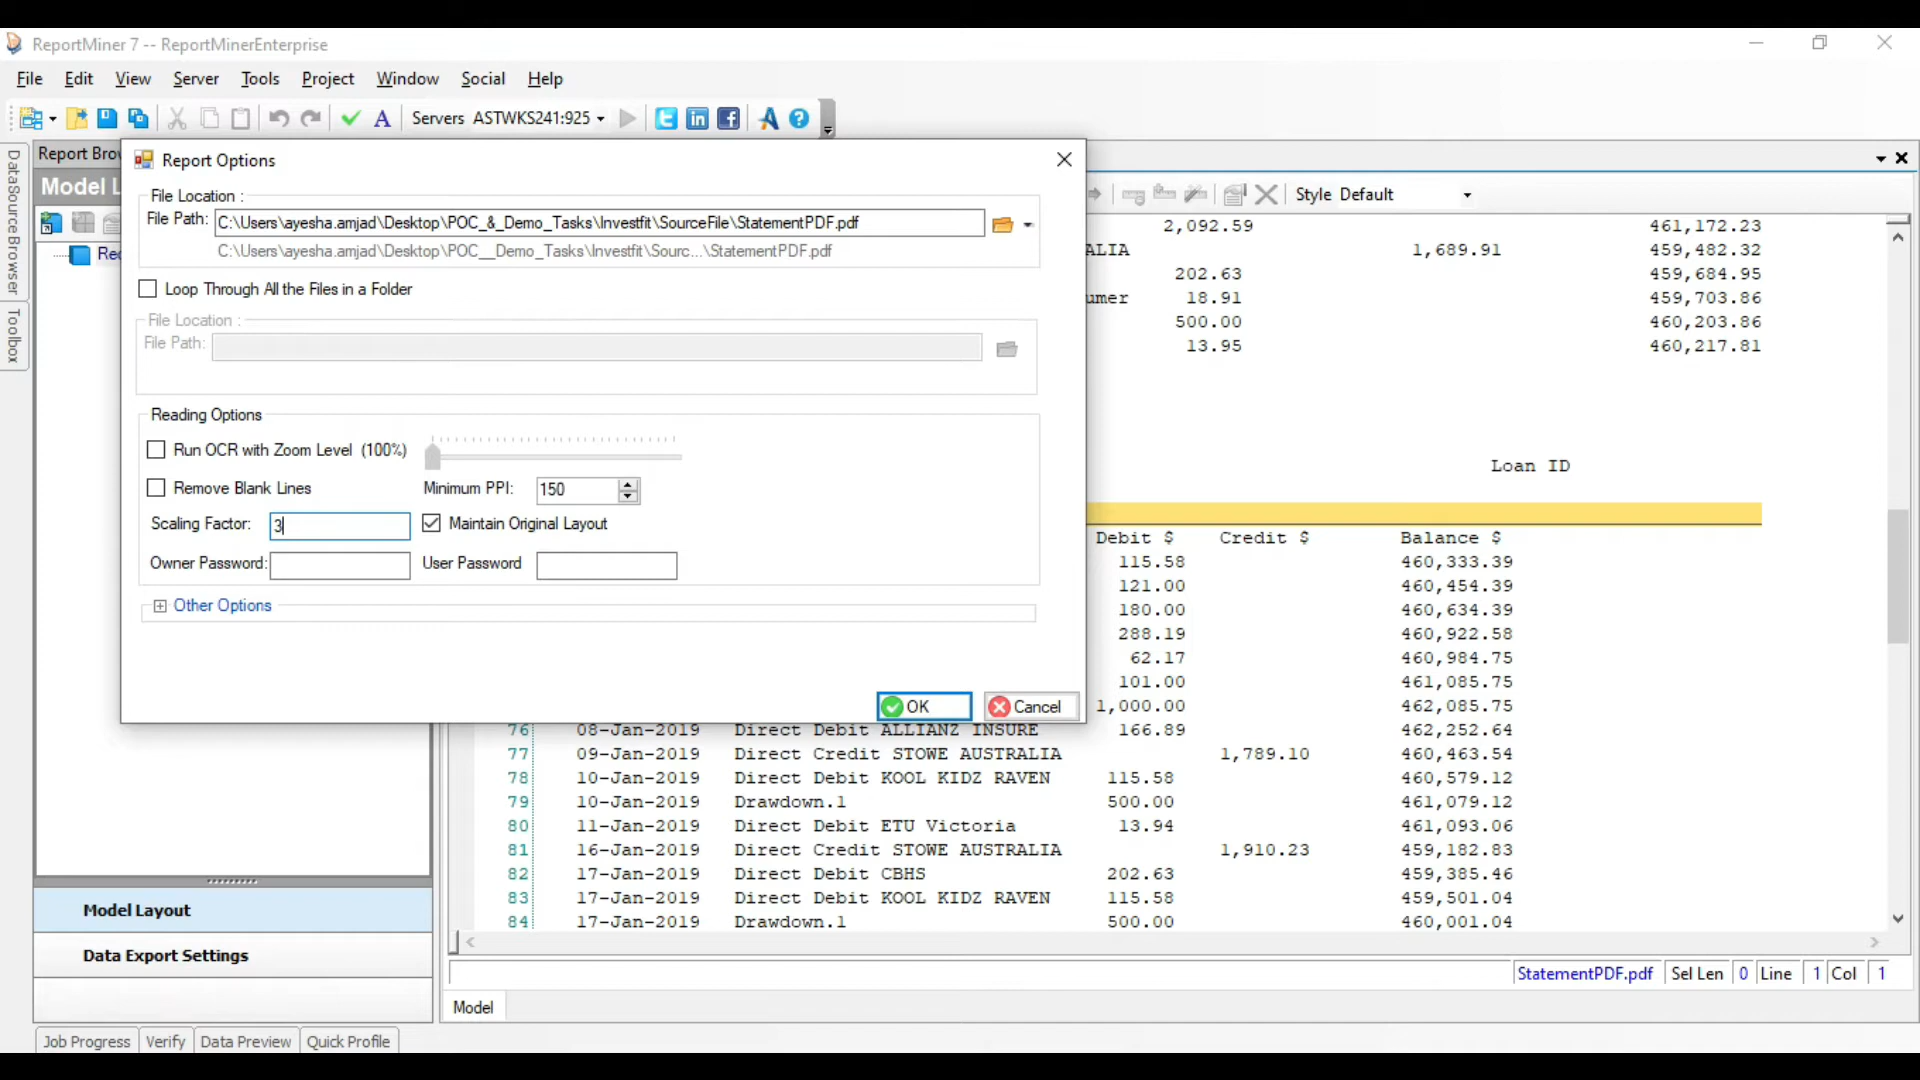 ReportMiner 7 -- ReportMinerEnterprise
File Edit View Server Tools Project Window Social Help
Servers ASTWKS241:925
DataSourceBrowser
Toolbox
Report Bro
Model L
Rec
Report Options
File Location :
File Path: C:\Users\ayesha.amjad\Desktop\POC_&_Demo_Tasks\Investfit\SourceFile\StatementPDF.pdf
C:\Users\ayesha.amjad\Desktop\POC__Demo_Tasks\Investfit\Sourc...\StatementPDF.pdf
Loop Through All the Files in a Folder
File Location :
File Path:
Reading Options
Run OCR with Zoom Level (100%)
Remove Blank Lines Minimum PPI: 150
Scaling Factor: 3 Maintain Original Layout
Owner Password: User Password
Other Options
OK Cancel
Style Default
2,092.59 461,172.23
ALIA 1,689.91 459,482.32
202.63 459,684.95
umer 18.91 459,703.86
500.00 460,203.86
13.95 460,217.81
Loan ID
Debit $ Credit $ Balance $
115.58 460,333.39
121.00 460,454.39
180.00 460,634.39
288.19 460,922.58
62.17 460,984.75
101.00 461,085.75
1,000.00 462,085.75
76 08-Jan-2019 Direct Debit ALLIANZ INSURE 166.89 462,252.64
77 09-Jan-2019 Direct Credit STOWE AUSTRALIA 1,789.10 460,463.54
78 10-Jan-2019 Direct Debit KOOL KIDZ RAVEN 115.58 460,579.12
79 10-Jan-2019 Drawdown.1 500.00 461,079.12
80 11-Jan-2019 Direct Debit ETU Victoria 13.94 461,093.06
81 16-Jan-2019 Direct Credit STOWE AUSTRALIA 1,910.23 459,182.83
82 17-Jan-2019 Direct Debit CBHS 202.63 459,385.46
83 17-Jan-2019 Direct Debit KOOL KIDZ RAVEN 115.58 459,501.04
84 17-Jan-2019 Drawdown.1 500.00 460,001.04
Model Layout
Data Export Settings
StatementPDF.pdf Sel Len 0 Line 1 Col 1
Model
Job Progress Verify Data Preview Quick Profile